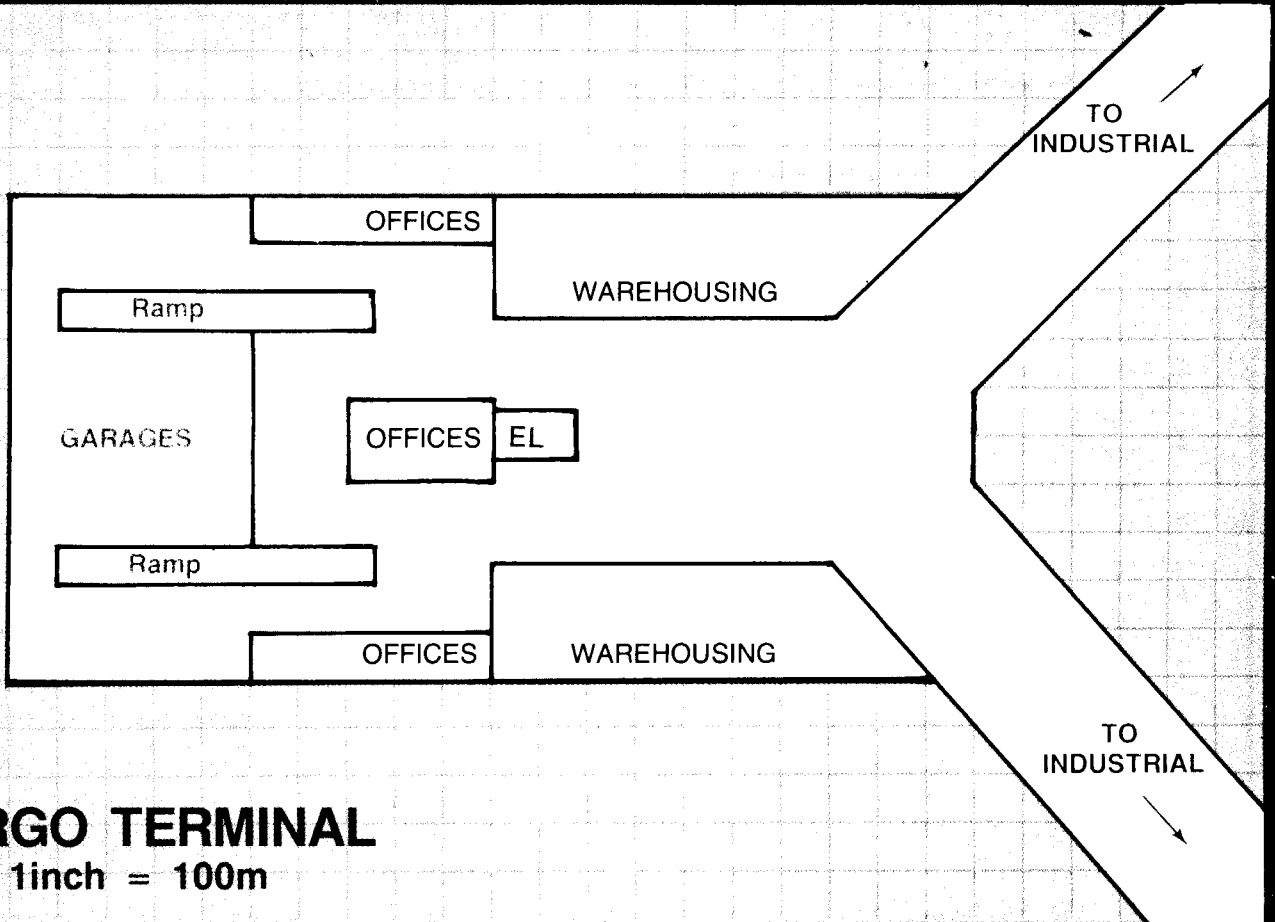 TO
INDUSTRIAL
OFFICES
WAREHOUSING
Ramp
GARAGES
OFFICES
EL
Ramp
OFFICES
WAREHOUSING
TO
INDUSTRIAL
RGO TERMINAL
1inch = 100m